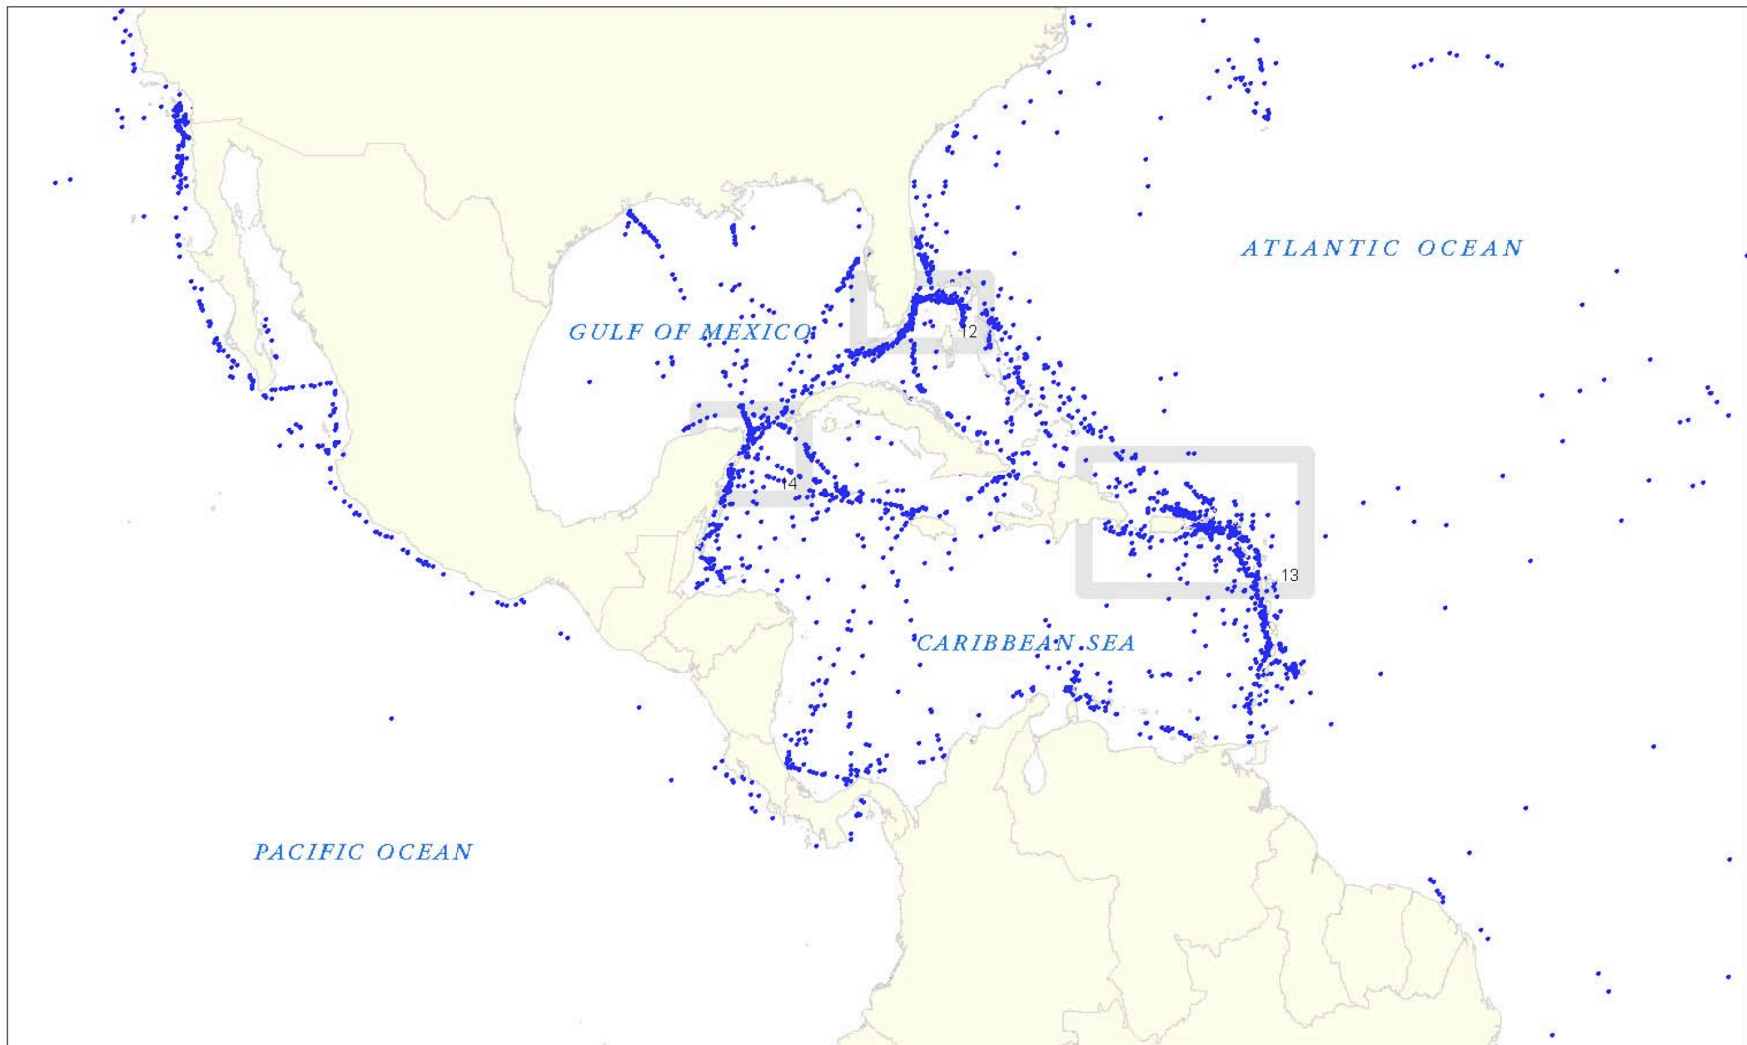 ATLANTIC OCEAN
GULF OF MEXICO
12
14
13
CARIBBEAN SEA
PACIFIC OCEAN